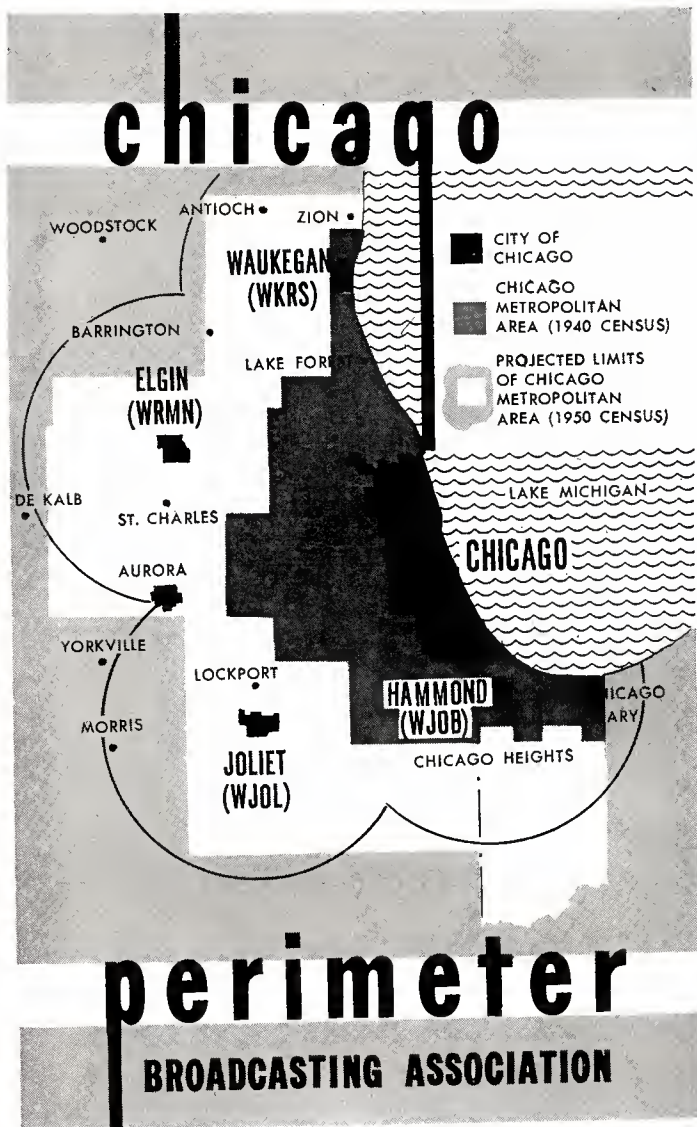 chicago
WOODSTOCK
ANTIOCH
ZION
WAUKEGAN
(WKRS)
CITY OF
CHICAGO
CHICAGO
METROPOLITAN
AREA (1940 CENSUS)
PROJECTED LIMITS
OF CHICAGO
METROPOLITAN
AREA (1950 CENSUS)
BARRINGTON
LAKE FOREST
ELGIN
(WRMN)
DE KALB
ST. CHARLES
LAKE MICHIGAN
CHICAGO
AURORA
YORKVILLE
LOCKPORT
HAMMOND
(WJOB)
ICAGO
ARY
MORRIS
JOLIET
(WJOL)
CHICAGO HEIGHTS
perimeter
BROADCASTING ASSOCIATION